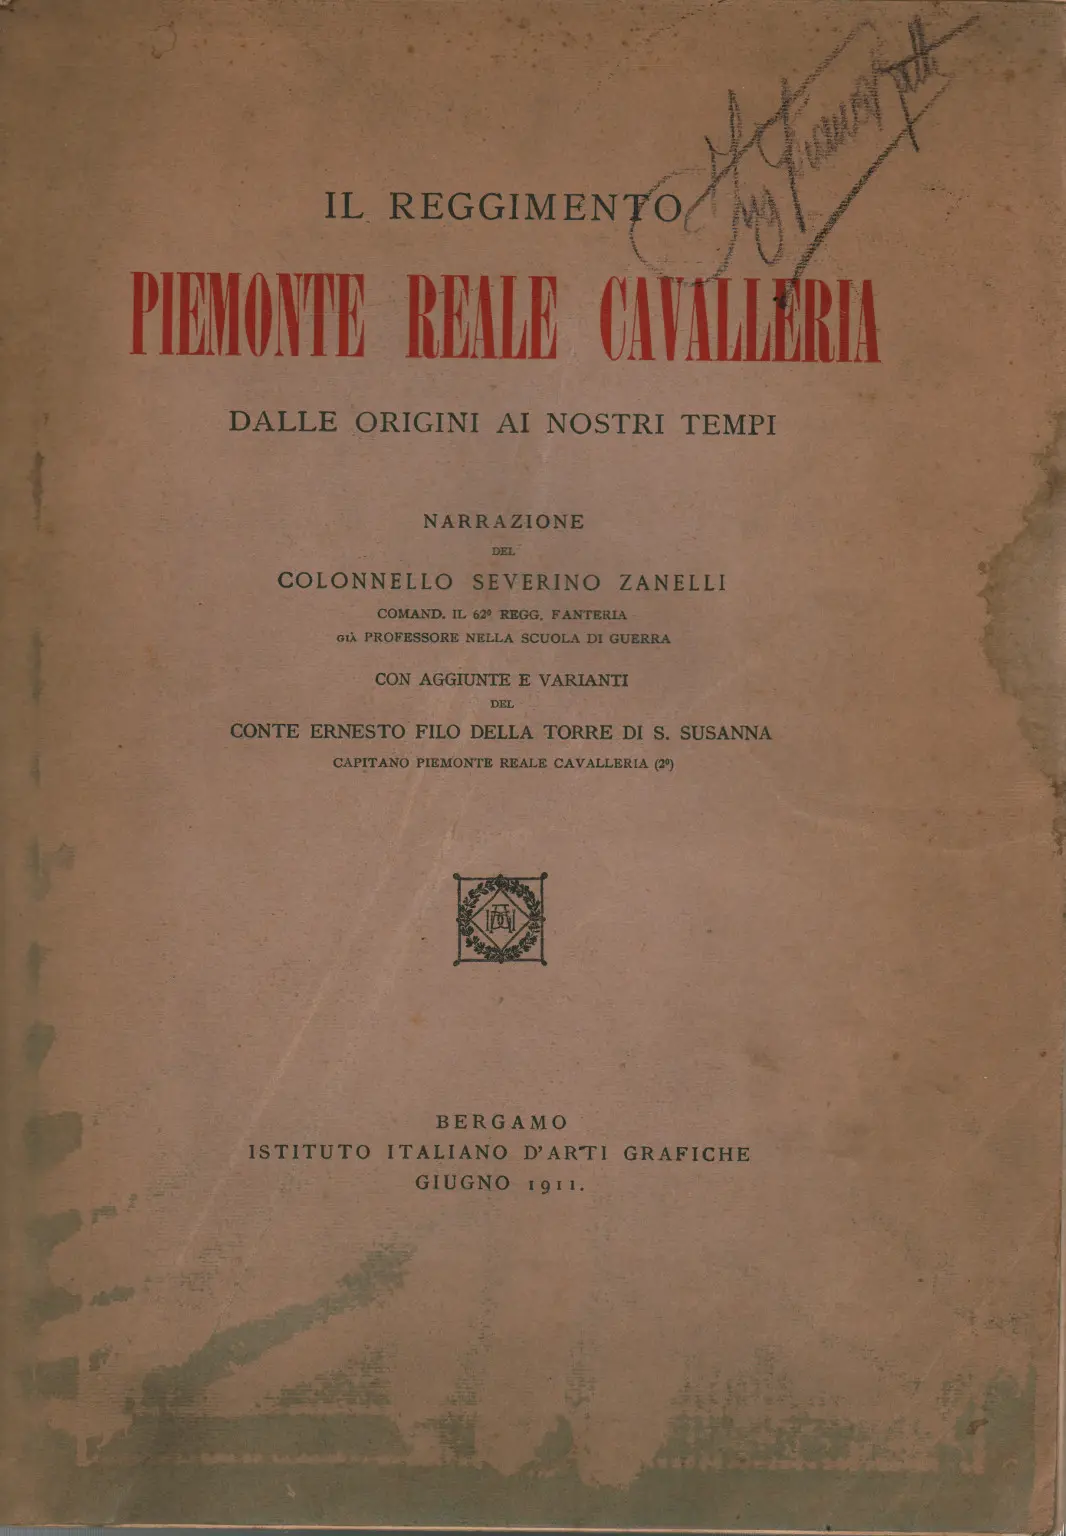 IL REGGIMENTO
PIEMONTE REALE CAVALLERIA
DALLE ORIGINI AI NOSTRI TEMPI
NARRAZIONE
DEL
COLONNELLO SEVERINO ZANELLI
COMAND. IL 62º REGG. FANTERIA
GIÀ PROFESSORE NELLA SCUOLA DI GUERRA
CON AGGIUNTE E VARIANTI
DEL
CONTE ERNESTO FILO DELLA TORRE DI S. SUSANNA
CAPITANO PIEMONTE REALE CAVALLERIA (2º)
BERGAMO
ISTITUTO ITALIANO D'ARTI GRAFICHE
GIUGNO 1911.